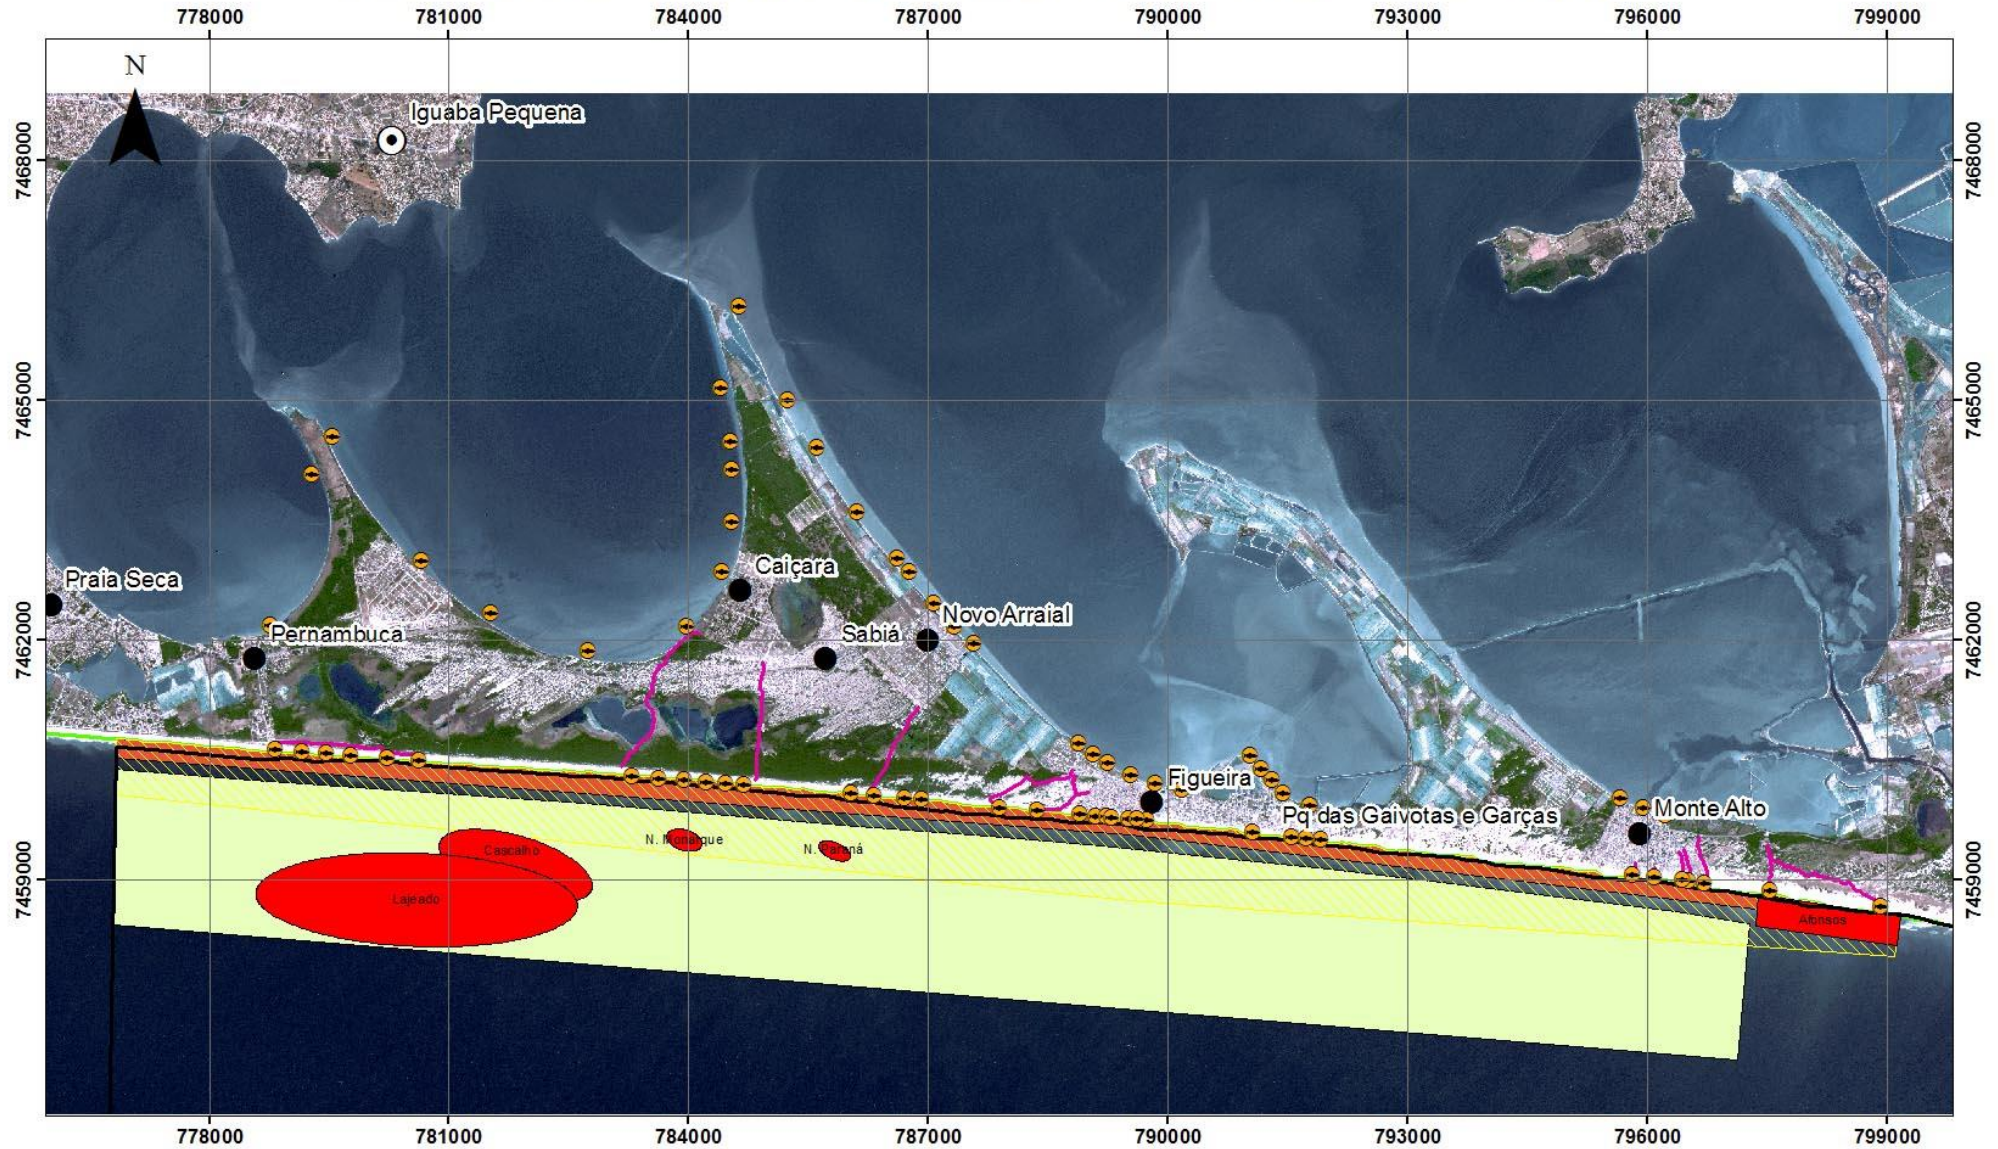 778000 781000 784000 787000 790000 793000 796000 799000
N
Iguaba Pequena
7468000 7468000
7465000 7465000
Praia Seca
Caiçara
Novo Arraial
Pernambuca
Sabiá
7462000 7462000
Figueira
Pq das Gaivotas e Garças
Monte Alto
N. Monarque
N. Paraná
Cascalho
7459000 7459000
Lajeado
Afonsos
778000 781000 784000 787000 790000 793000 796000 799000